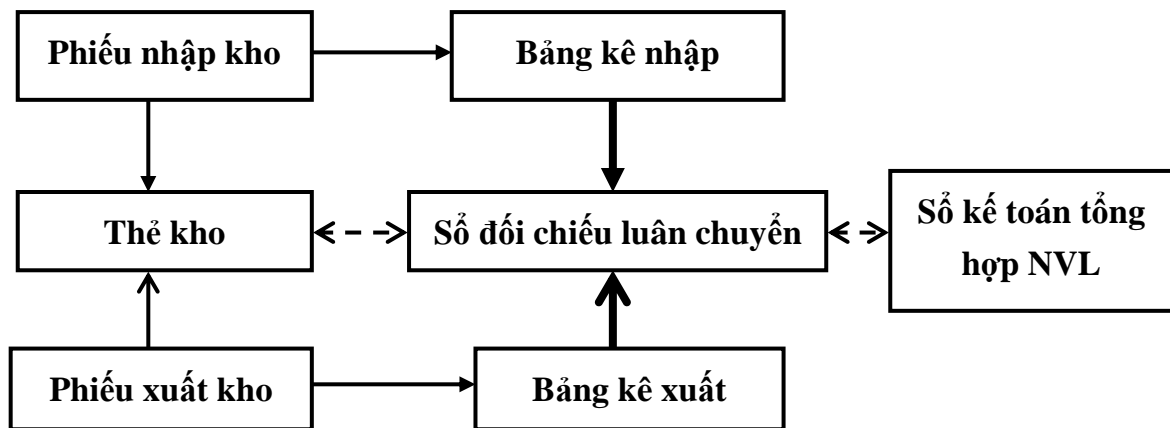 Phiếu nhập kho
Bảng kê nhập
Thẻ kho
Sổ đối chiếu luân chuyển
Sổ kế toán tổng
hợp NVL
Phiếu xuất kho
Bảng kê xuất